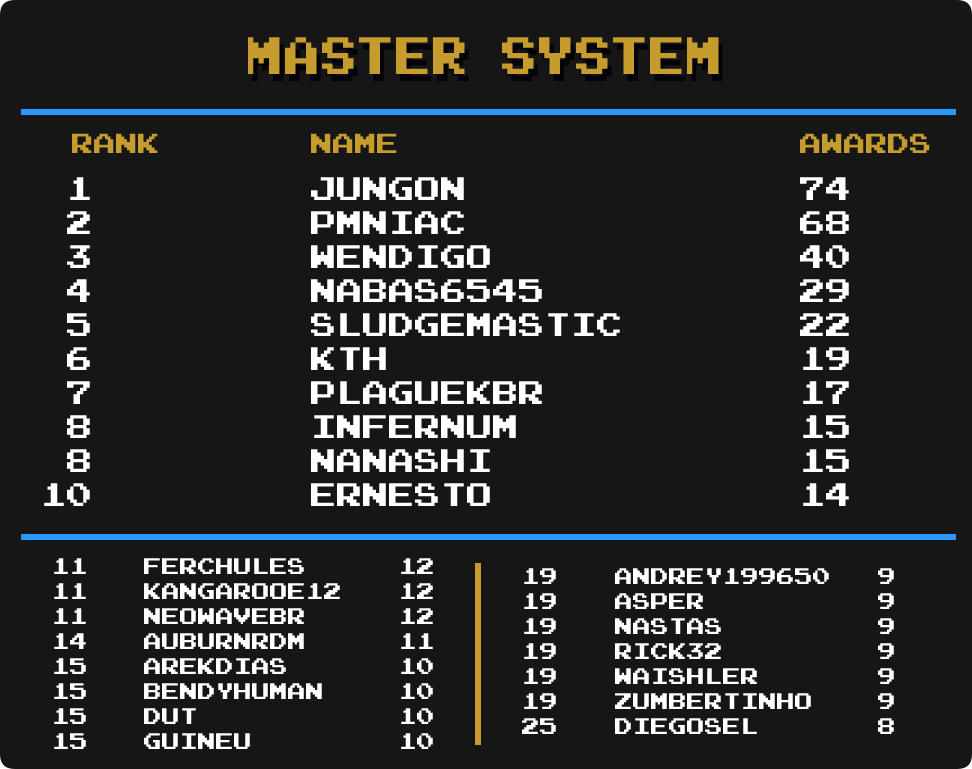 MASTER SYSTEM
RANK NAME AWARDS
1 JUNGON 74
2 PMNIAC 68
3 WENDIGO 40
4 NABAS6545 29
5 SLUDGEMASTIC 22
6 KTH 19
7 PLAGUEKBR 17
8 INFERNUM 15
8 NANASHI 15
10 ERNESTO 14
11 FERCHULES 12
11 KANGAROOE12 12
11 NEOWAVEBR 12
14 AUBURNRDM 11
15 AREKDIAS 10
15 BENDYHUMAN 10
15 DUT 10
15 GUINEU 10
19 ANDREY199650 9
19 ASPER 9
19 NASTAS 9
19 RICK32 9
19 WAISHLER 9
19 ZUMBERTINHO 9
25 DIEGOSEL 8